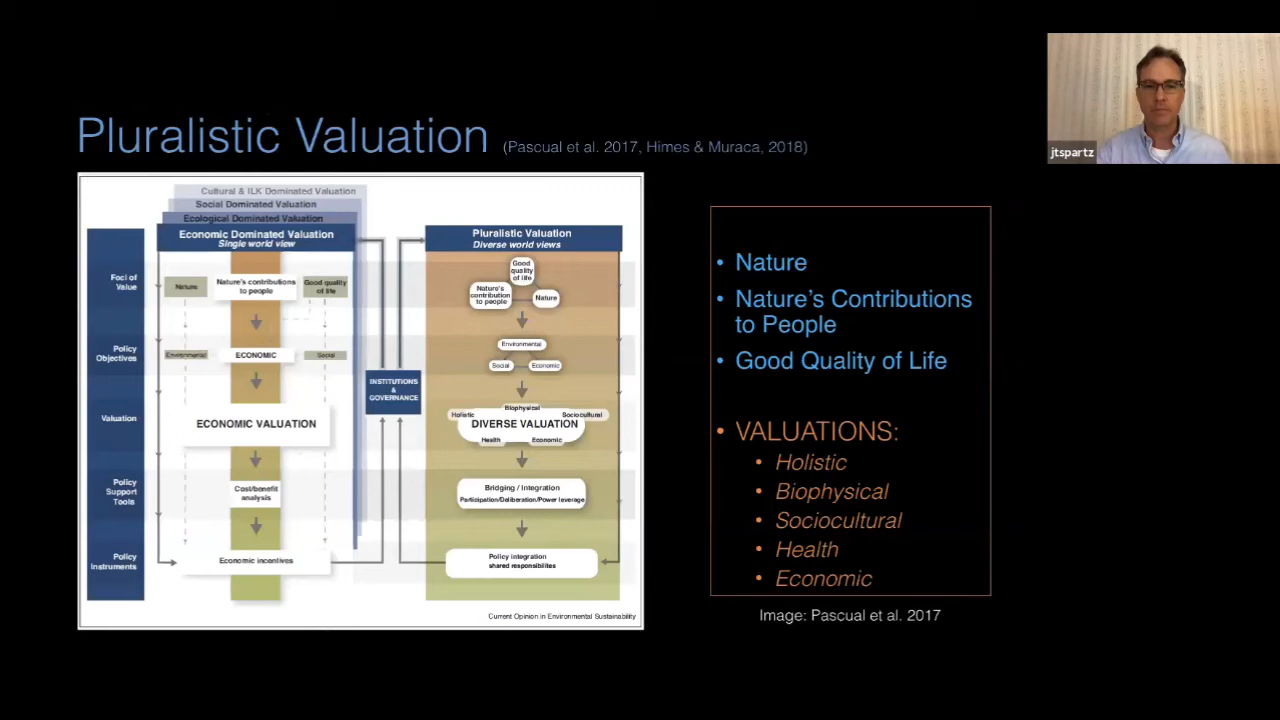 jtspartz
Pluralistic Valuation (Pascual et al. 2017, Himes & Muraca, 2018)
Cultural & ILK Dominated Valuation
Social Dominated Valuation
Ecological Dominated Valuation
Economic Dominated Valuation
Single world view
Pluralistic Valuation
Diverse world views
Foci of
Value
Nature
Nature's contributions
to people
Good quality
of life
Good
quality
of life
Nature's
contribution
to people
Nature
Policy
Objectives
Environmental
ECONOMIC
Social
Environmental
Social
Economic
INSTITUTIONS
&
GOVERNANCE
Valuation
ECONOMIC VALUATION
Biophysical
Holistic
Sociocultural
DIVERSE VALUATION
Health
Economic
Policy
Support
Tools
Cost/benefit
analysis
Bridging / Integration
Participation/Deliberation/Power leverage
Policy
Instruments
Economic incentives
Policy integration
shared responsibilites
Current Opinion in Environmental Sustainability
• Nature
• Nature's Contributions
to People
• Good Quality of Life
• VALUATIONS:
• Holistic
• Biophysical
• Sociocultural
• Health
• Economic
Image: Pascual et al. 2017